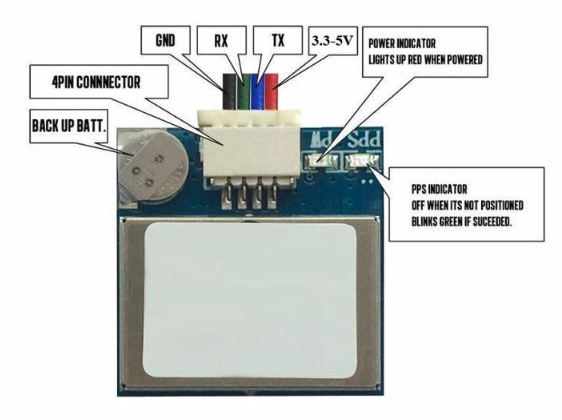 GND
RX
TX
3.3-5V
POWER INDICATOR
LIGHTS UP RED WHEN POWERED
4PIN CONNNECTOR
BACK UP BATT.
PPS INDICATOR
OFF WHEN ITS NOT POSITIONED
BLINKS GREEN IF SUCEEDED.